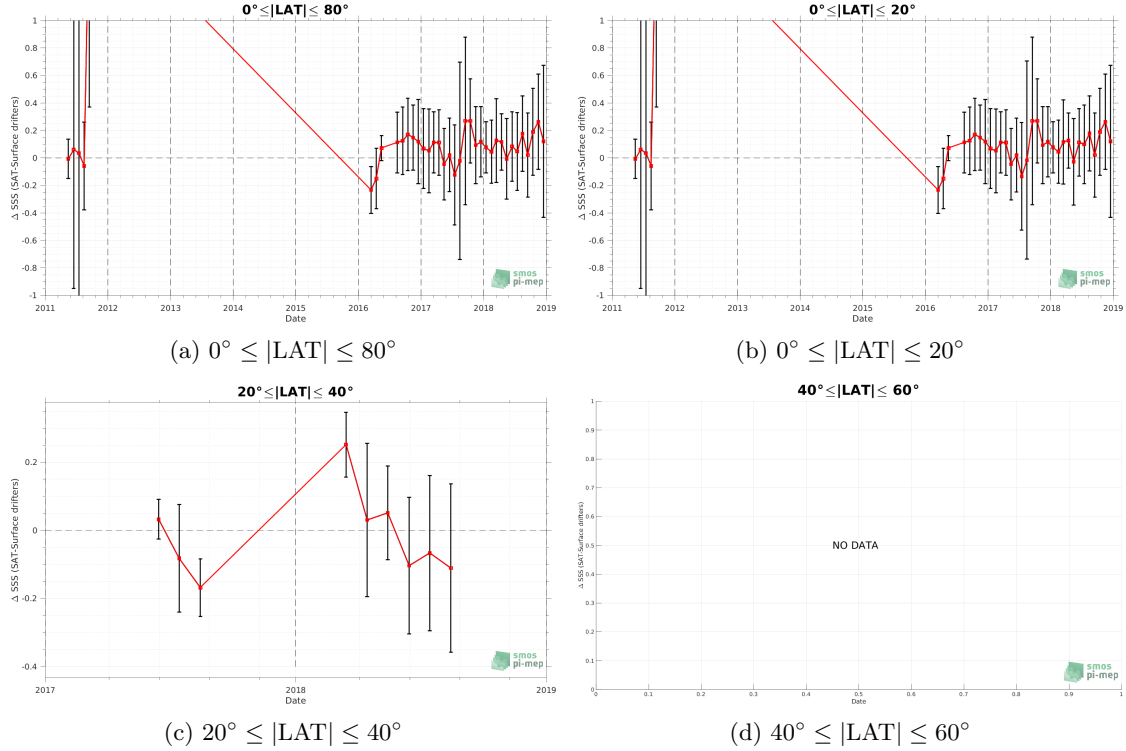 0°≤|LAT|≤ 80°
1
0.8
0.6
0.4
0.2
0
-0.2
-0.4
-0.6
-0.8
-1
Δ SSS (SAT-Surface drifters)
2011 2012 2013 2014 2015 2016 2017 2018 2019
Date
smos
pi-mep
(a) 0° ≤ |LAT| ≤ 80°
0°≤|LAT|≤ 20°
1
0.8
0.6
0.4
0.2
0
-0.2
-0.4
-0.6
-0.8
-1
Δ SSS (SAT-Surface drifters)
2011 2012 2013 2014 2015 2016 2017 2018 2019
Date
smos
pi-mep
(b) 0° ≤ |LAT| ≤ 20°
20°≤|LAT|≤ 40°
0.2
0
-0.2
-0.4
Δ SSS (SAT-Surface drifters)
2017 2018 2019
Date
smos
pi-mep
(c) 20° ≤ |LAT| ≤ 40°
40°≤|LAT|≤ 60°
1
0.9
0.8
0.7
0.6
0.5
0.4
0.3
0.2
0.1
0
Δ SSS (SAT-Surface drifters)
NO DATA
0 0.1 0.2 0.3 0.4 0.5 0.6 0.7 0.8 0.9 1
Date
smos
pi-mep
(d) 40° ≤ |LAT| ≤ 60°